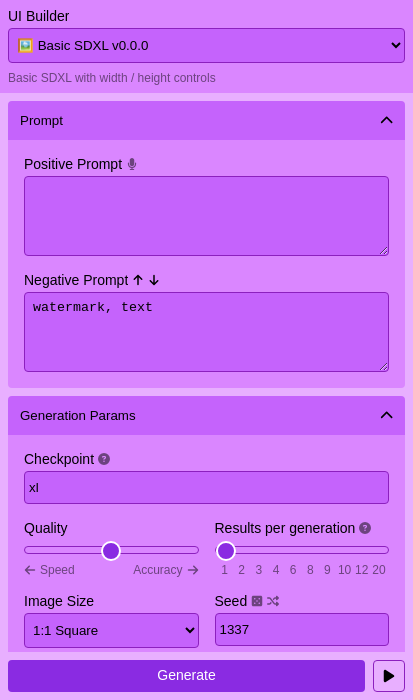 UI Builder
🖼️ Basic SDXL v0.0.0
Basic SDXL with width / height controls
Prompt
Positive Prompt
Negative Prompt ↑ ↓
watermark, text
Generation Params
Checkpoint ?
xl
Quality
← Speed Accuracy →
Results per generation ?
1 2 3 4 6 8 9 10 12 20
Image Size
1:1 Square
Seed
1337
Generate